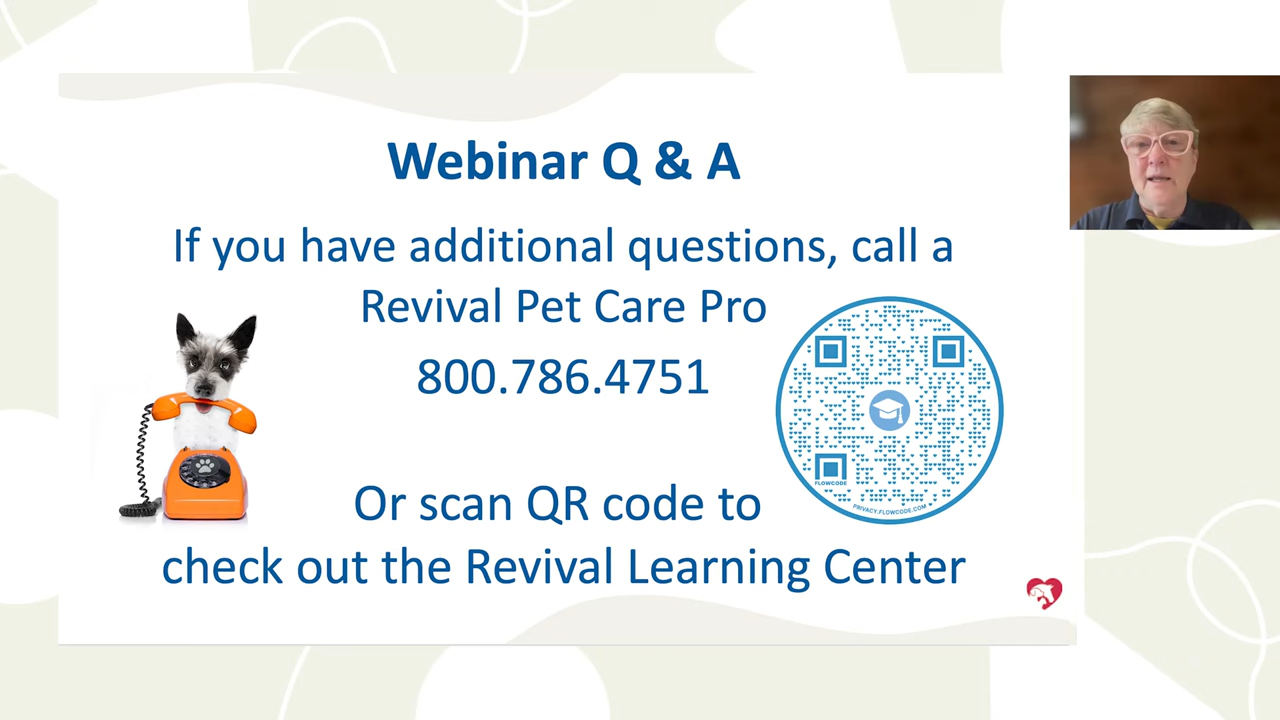 Webinar Q & A
If you have additional questions, call a
Revival Pet Care Pro
800.786.4751
FLOWCODE
PRIVACY.FLOWCODE.COM
Or scan QR code to
check out the Revival Learning Center